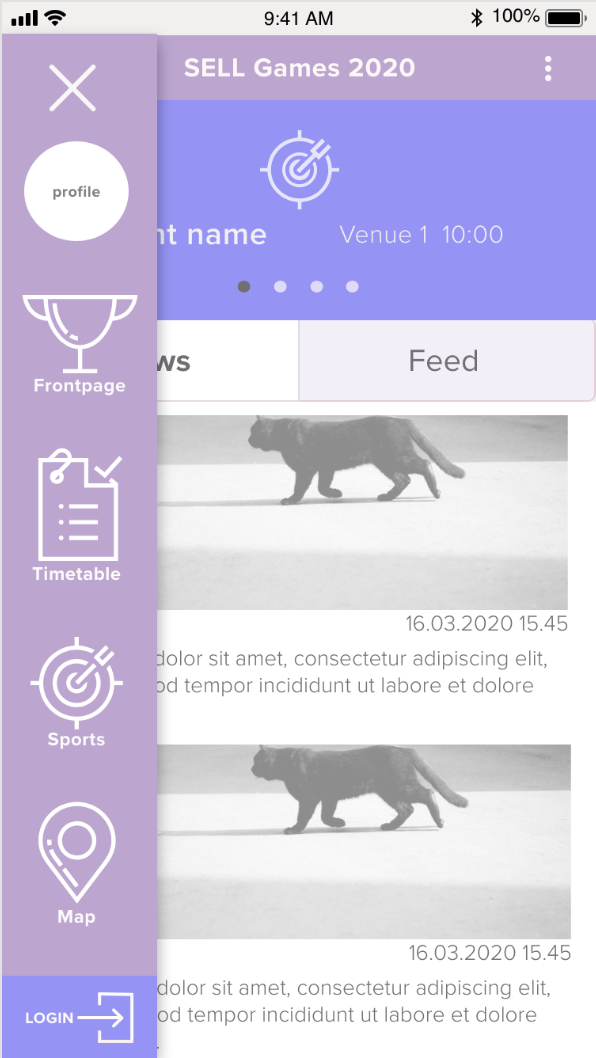 9:41 AM
100%
SELL Games 2020
profile
nt name
Venue 1 10:00
Frontpage
ws
Feed
16.03.2020 15.45
Timetable
dolor sit amet, consectetur adipiscing elit,
od tempor incididunt ut labore et dolore
Sports
Map
16.03.2020 15.45
dolor sit amet, consectetur adipiscing elit,
od tempor incididunt ut labore et dolore
LOGIN